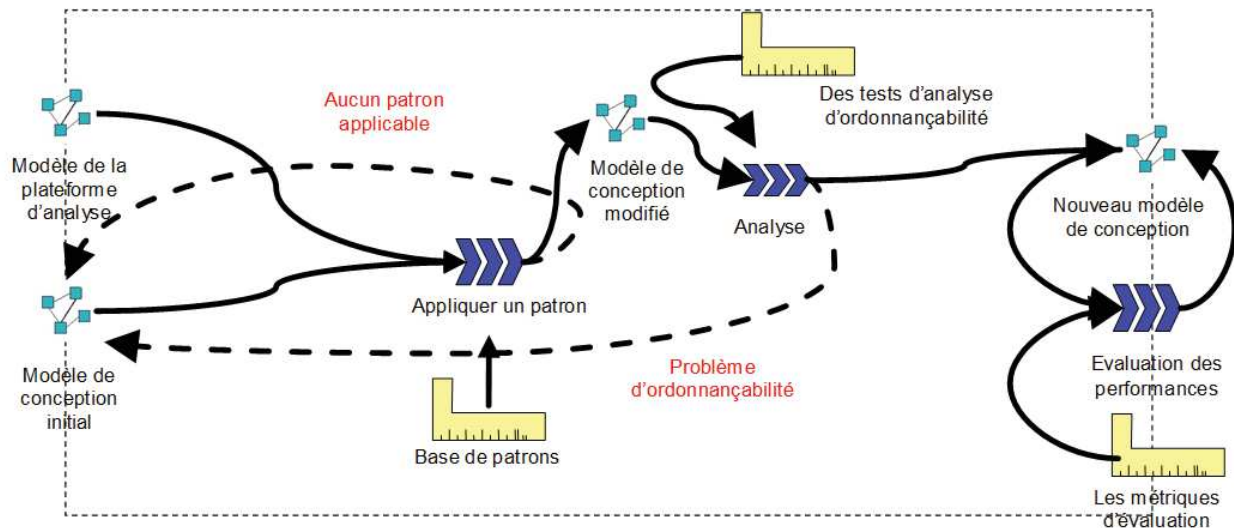 Modèle de la
plateforme
d'analyse
Aucun patron
applicable
Modèle de
conception
modifié
Des tests d'analyse
d'ordonnançabilité
Analyse
Nouveau modèle
de conception
Appliquer un patron
Modèle de
conception
initial
Problème
d'ordonnançabilité
Base de patrons
Evaluation des
performances
Les métriques
d'évaluation